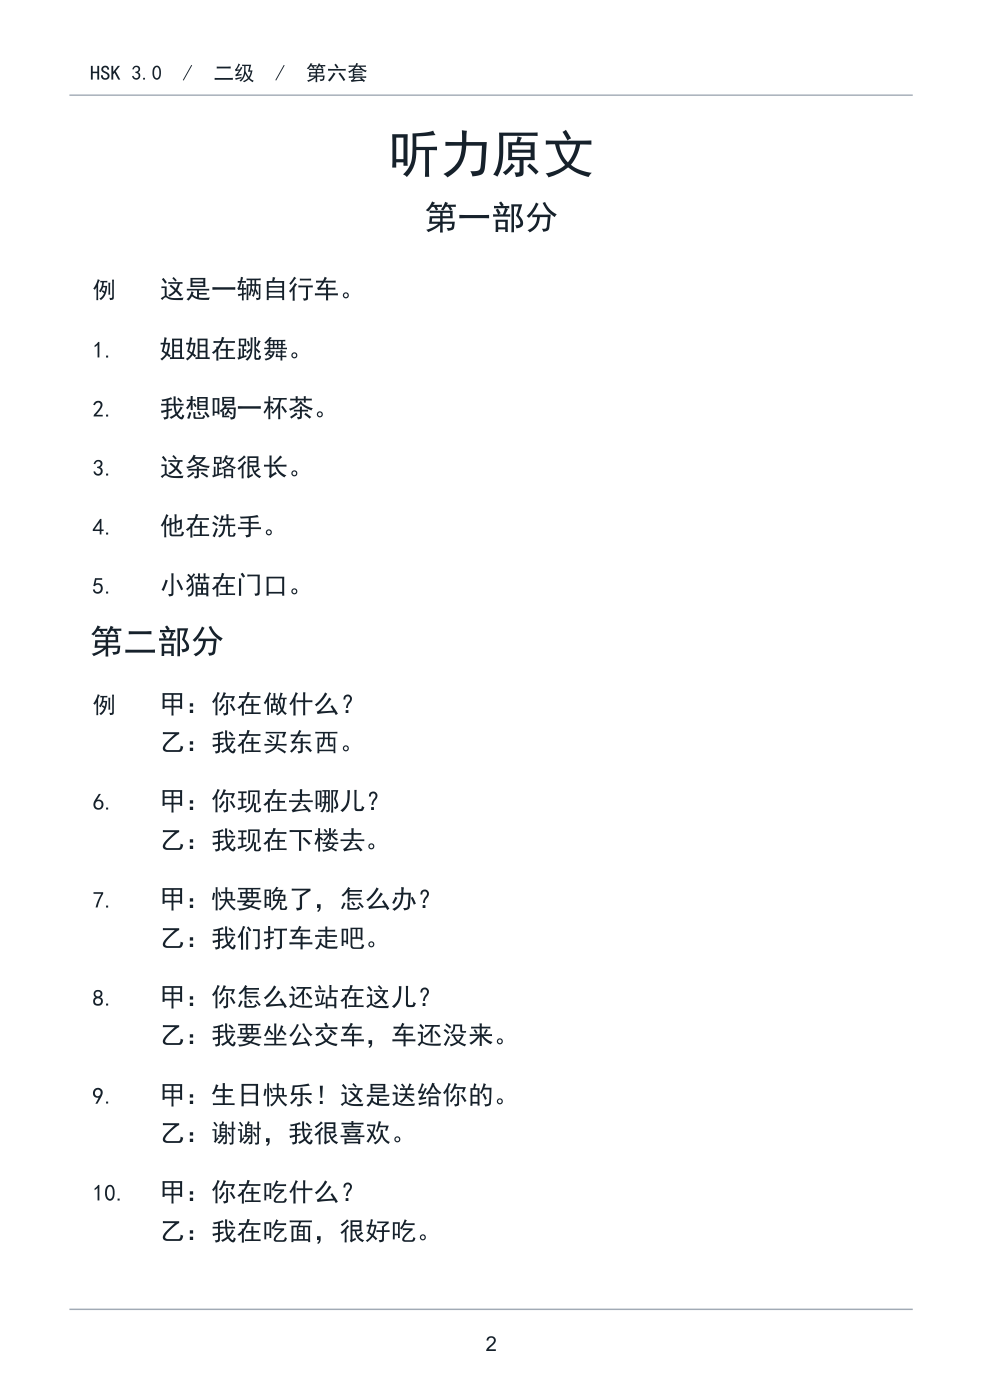 HSK 3.0 / 二级 / 第六套
听力原文
第一部分
例 这是一辆自行车。
1. 姐姐在跳舞。
2. 我想喝一杯茶。
3. 这条路很长。
4. 他在洗手。
5. 小猫在门口。
第二部分
例 甲：你在做什么？
乙：我在买东西。
6. 甲：你现在去哪儿？
乙：我现在下楼去。
7. 甲：快要晚了，怎么办？
乙：我们打车走吧。
8. 甲：你怎么还站在这儿？
乙：我要坐公交车，车还没来。
9. 甲：生日快乐！这是送给你的。
乙：谢谢，我很喜欢。
10. 甲：你在吃什么？
乙：我在吃面，很好吃。
2